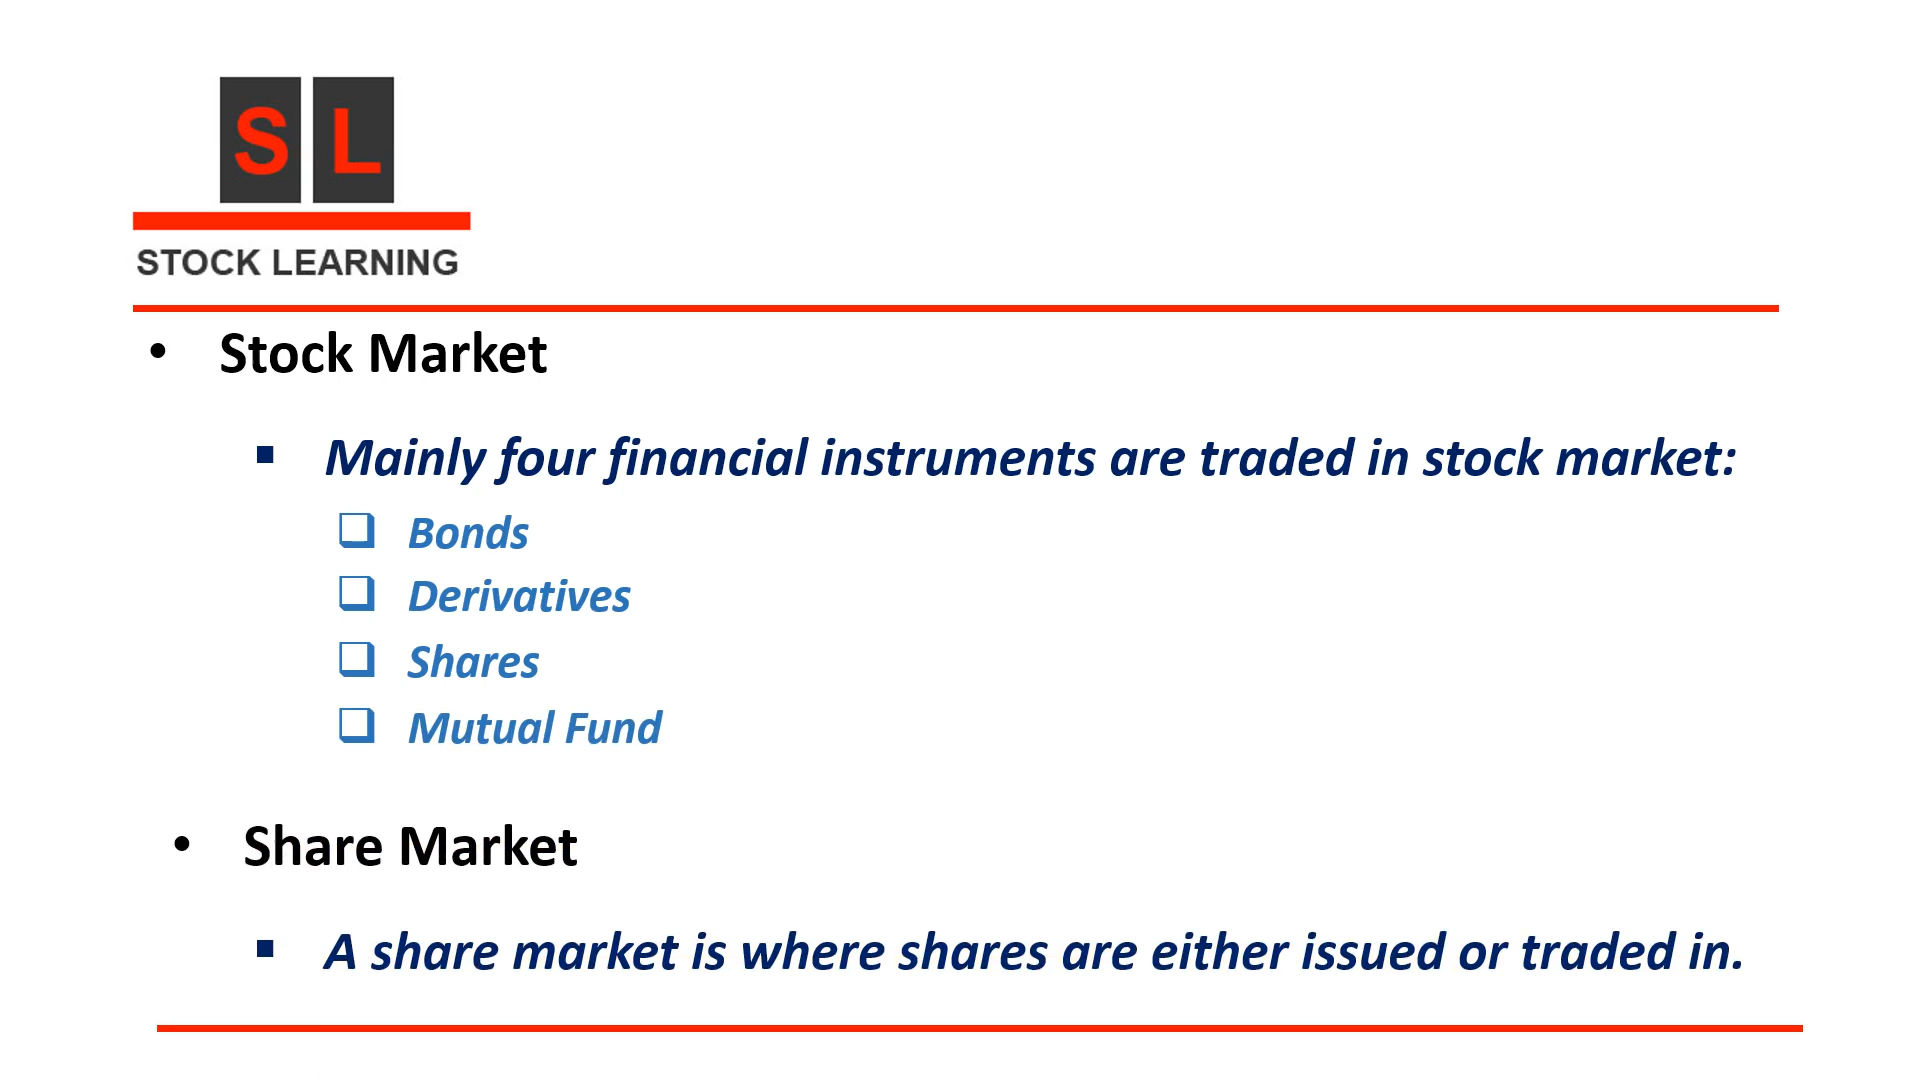 S L
STOCK LEARNING
• Stock Market
▪ Mainly four financial instruments are traded in stock market:
❑ Bonds
❑ Derivatives
❑ Shares
❑ Mutual Fund
• Share Market
▪ A share market is where shares are either issued or traded in.